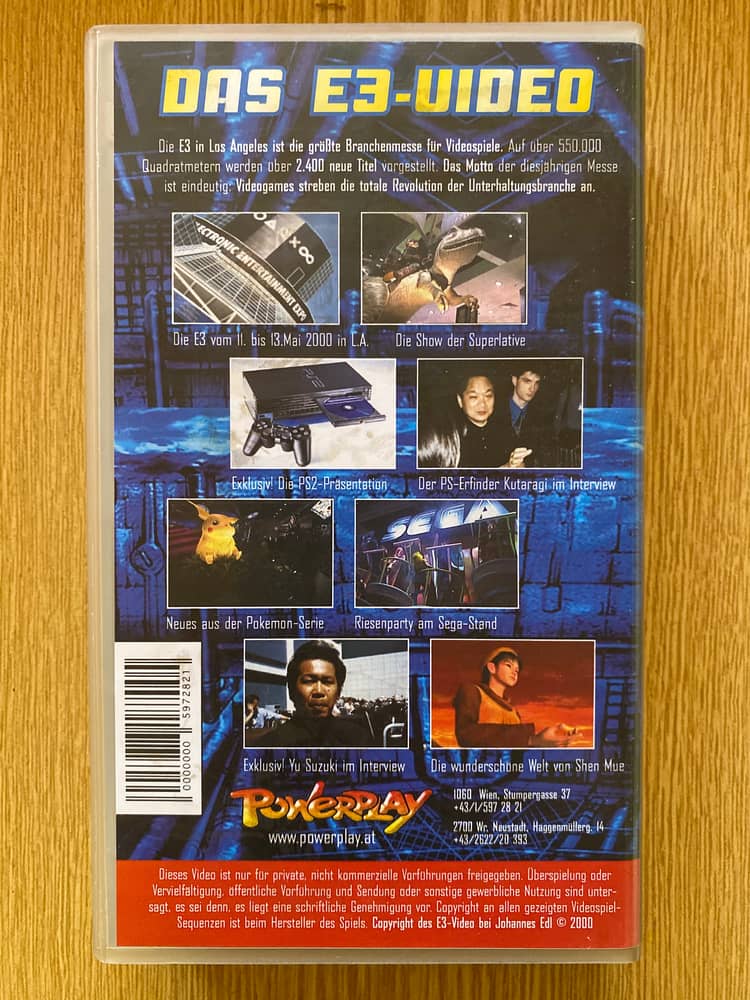 DAS E3-VIDEO
Die E3 in Los Angeles ist die größte Branchenmesse für Videospiele. Auf über 550.000
Quadratmetern werden über 2.400 neue Titel vorgestellt. Das Motto der diesjährigen Messe
ist eindeutig: Videogames streben die totale Revolution der Unterhaltungsbranche an.
ECTRONIC ENTERTAINMENT EXPO
Die E3 vom 11. bis 13.Mai 2000 in L.A.
Die Show der Superlative
PS2
Exklusiv! Die PS2-Präsentation
Der PS-Erfinder Kutaragi im Interview
SEGA
Neues aus der Pokemon-Serie
Riesenparty am Sega-Stand
Exklusiv! Yu Suzuki im Interview
Die wunderschöne Welt von Shen Mue
0000000 5972821
POWERPLAY
www.powerplay.at
1060 Wien, Stumpergasse 37
+43/1/597 28 21
2700 Wr. Neustadt, Haggenmüllerg. 14
+43/2622/20 393
Dieses Video ist nur für private, nicht kommerzielle Vorführungen freigegeben. Überspielung oder
Vervielfältigung, öffentliche Vorführung und Sendung oder sonstige gewerbliche Nutzung sind unter-
sagt, es sei denn, es liegt eine schriftliche Genehmigung vor. Copyright an allen gezeigten Videospiel-
Sequenzen ist beim Hersteller des Spiels. Copyright des E3-Video bei Johannes Edl © 2000